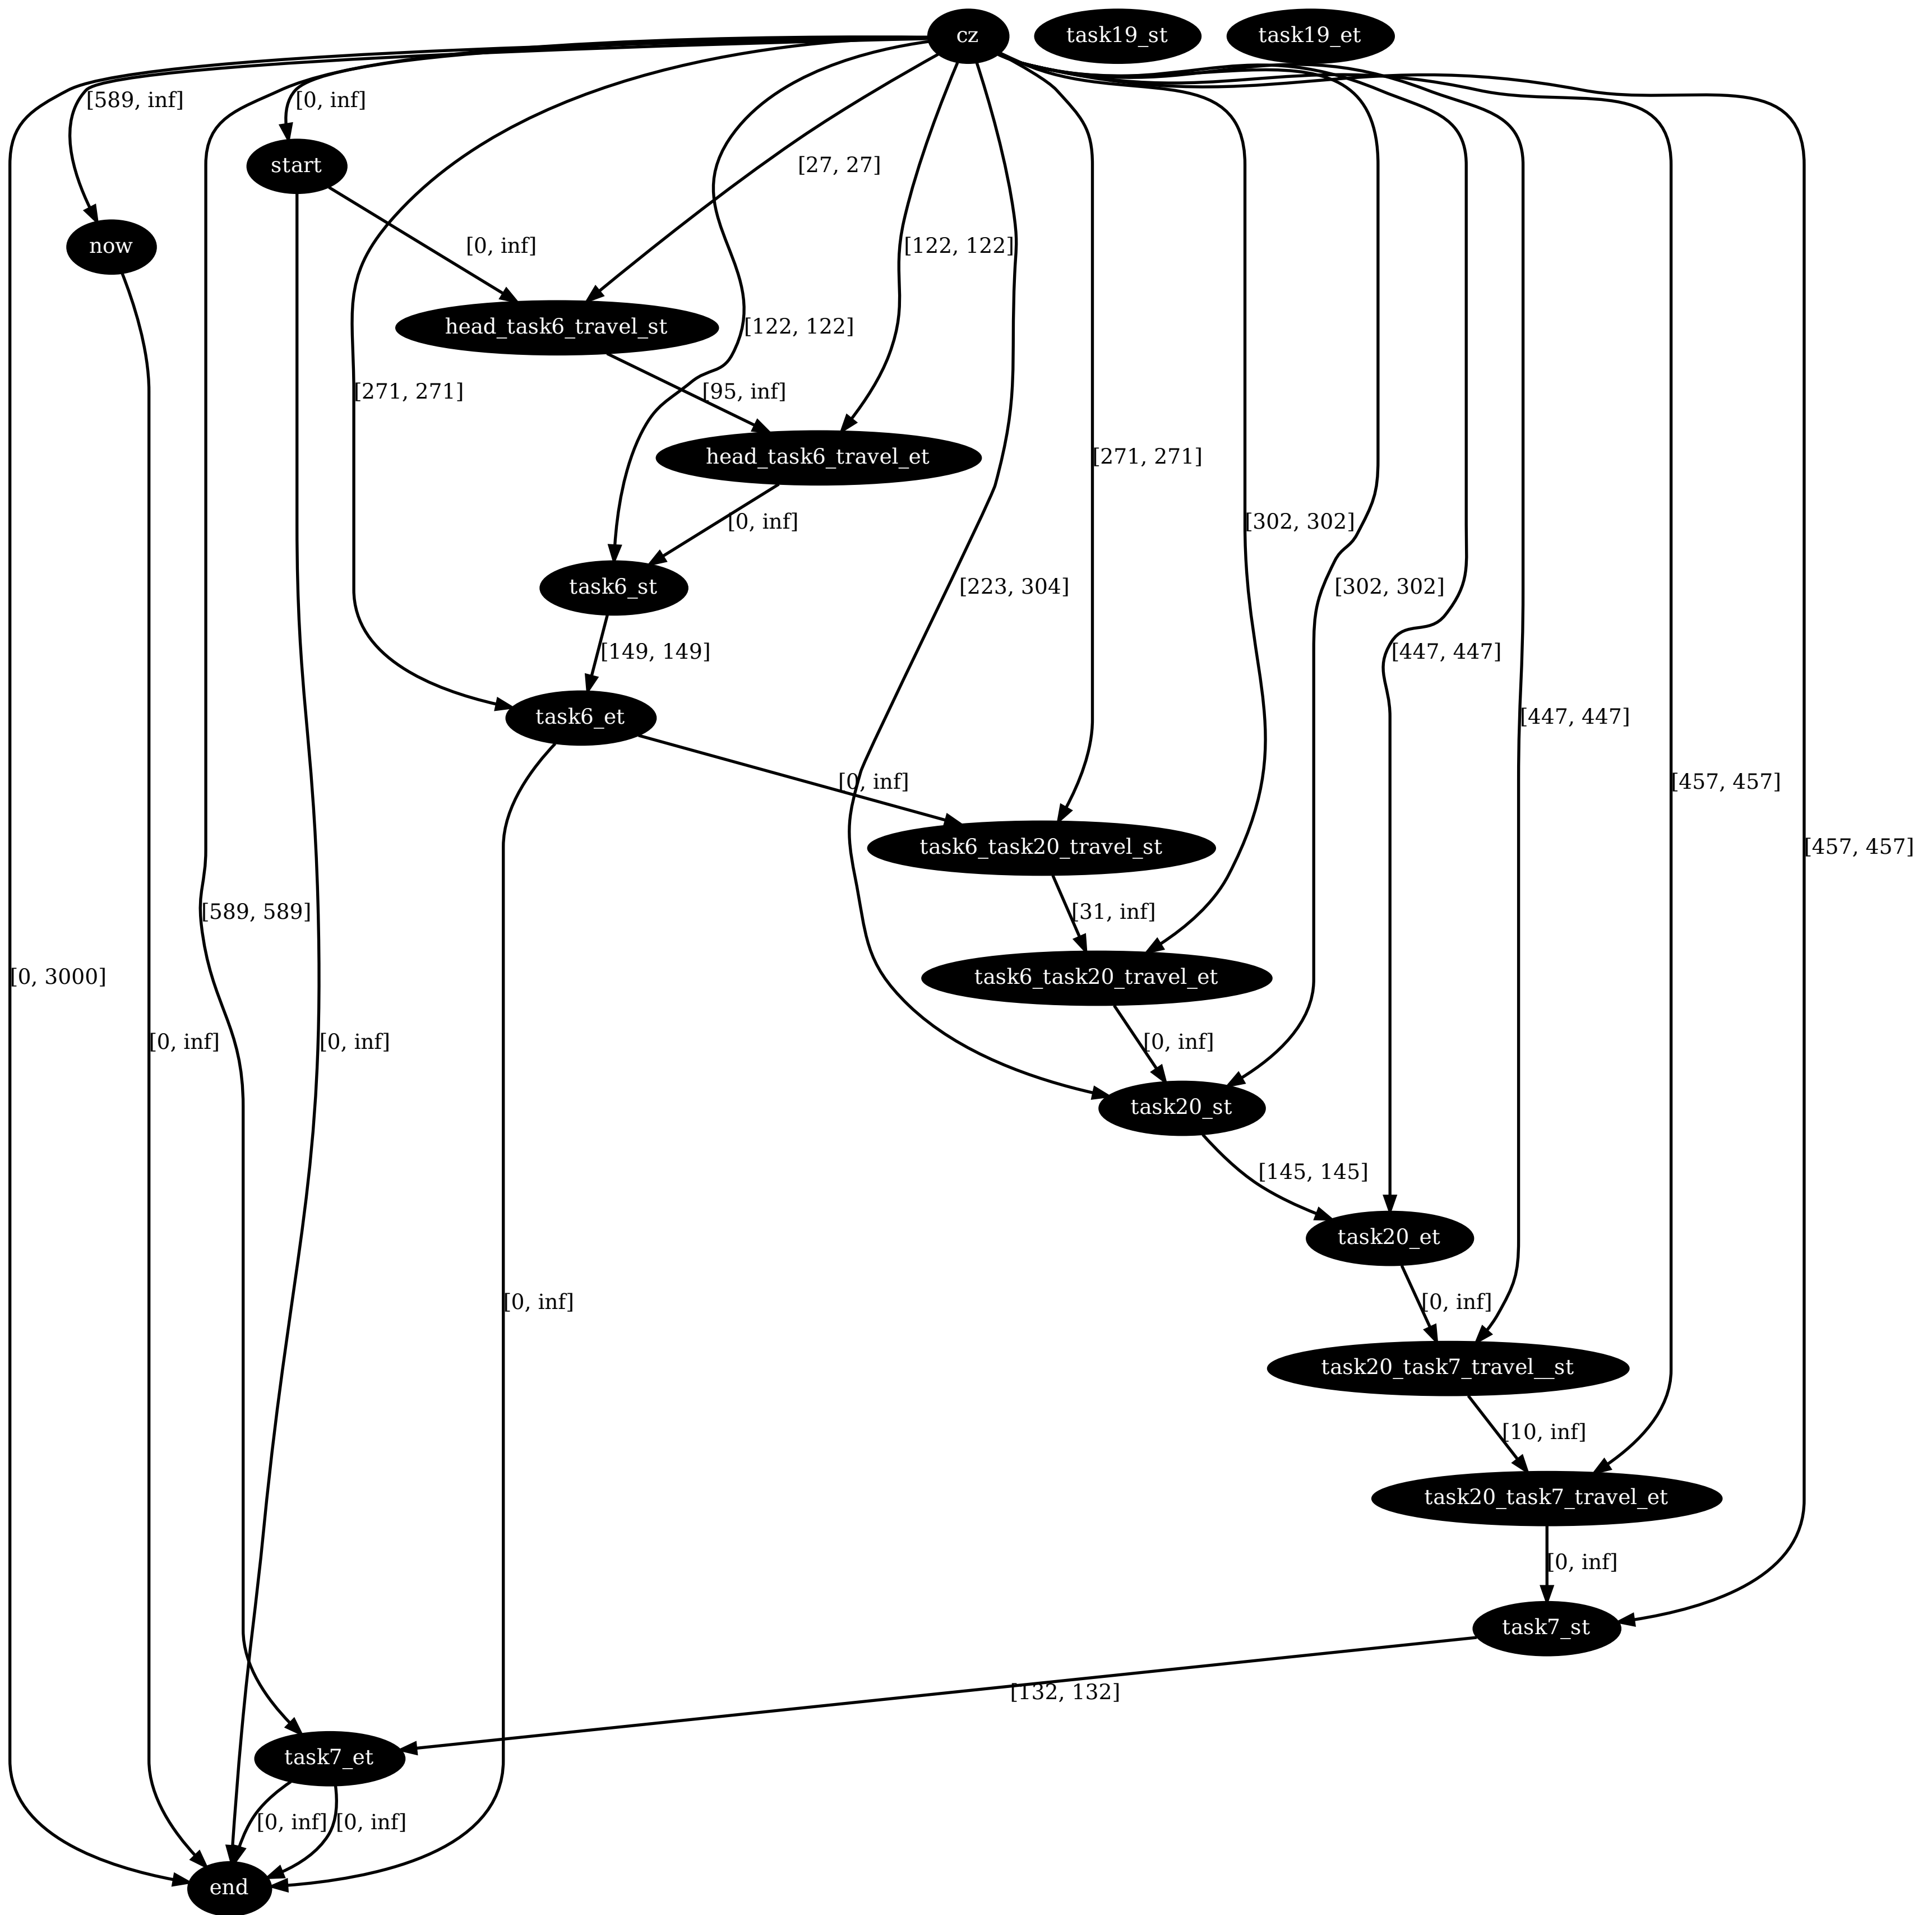 cz
task19_st
task19_et
[589, inf]
[0, inf]
start
[27, 27]
now
[0, inf]
[122, 122]
head_task6_travel_st
[122, 122]
[271, 271]
[95, inf]
head_task6_travel_et
[271, 271]
[0, inf]
[302, 302]
task6_st
[223, 304]
[302, 302]
[149, 149]
[447, 447]
task6_et
[447, 447]
[0, inf]
[457, 457]
task6_task20_travel_st
[457, 457]
[589, 589]
[31, inf]
[0, 3000]
task6_task20_travel_et
[0, inf]
[0, inf]
[0, inf]
task20_st
[145, 145]
task20_et
[0, inf]
[0, inf]
task20_task7_travel__st
[10, inf]
task20_task7_travel_et
[0, inf]
task7_st
[132, 132]
task7_et
[0, inf]
[0, inf]
end